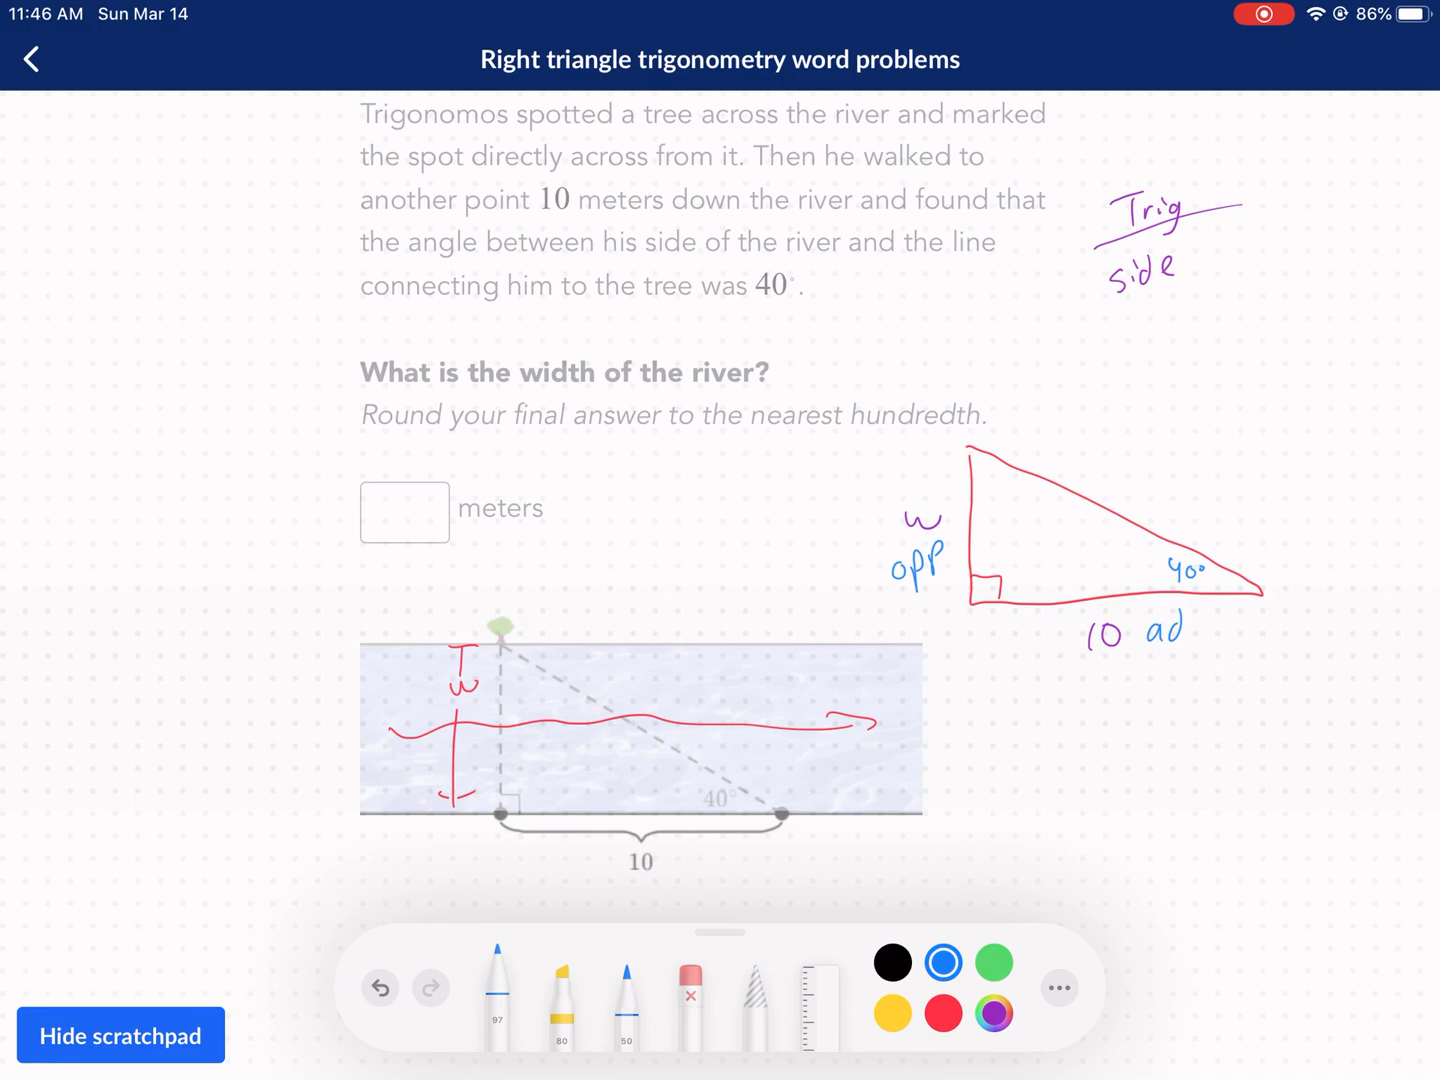 11:46 AM Sun Mar 14
86%
Right triangle trigonometry word problems
Trigonomos spotted a tree across the river and marked
the spot directly across from it. Then he walked to
another point 10 meters down the river and found that
the angle between his side of the river and the line
connecting him to the tree was 40°.
Trig
side
What is the width of the river?
Round your final answer to the nearest hundredth.
meters
w
opp
40°
10 ad
w
40°
10
97
80
50
Hide scratchpad